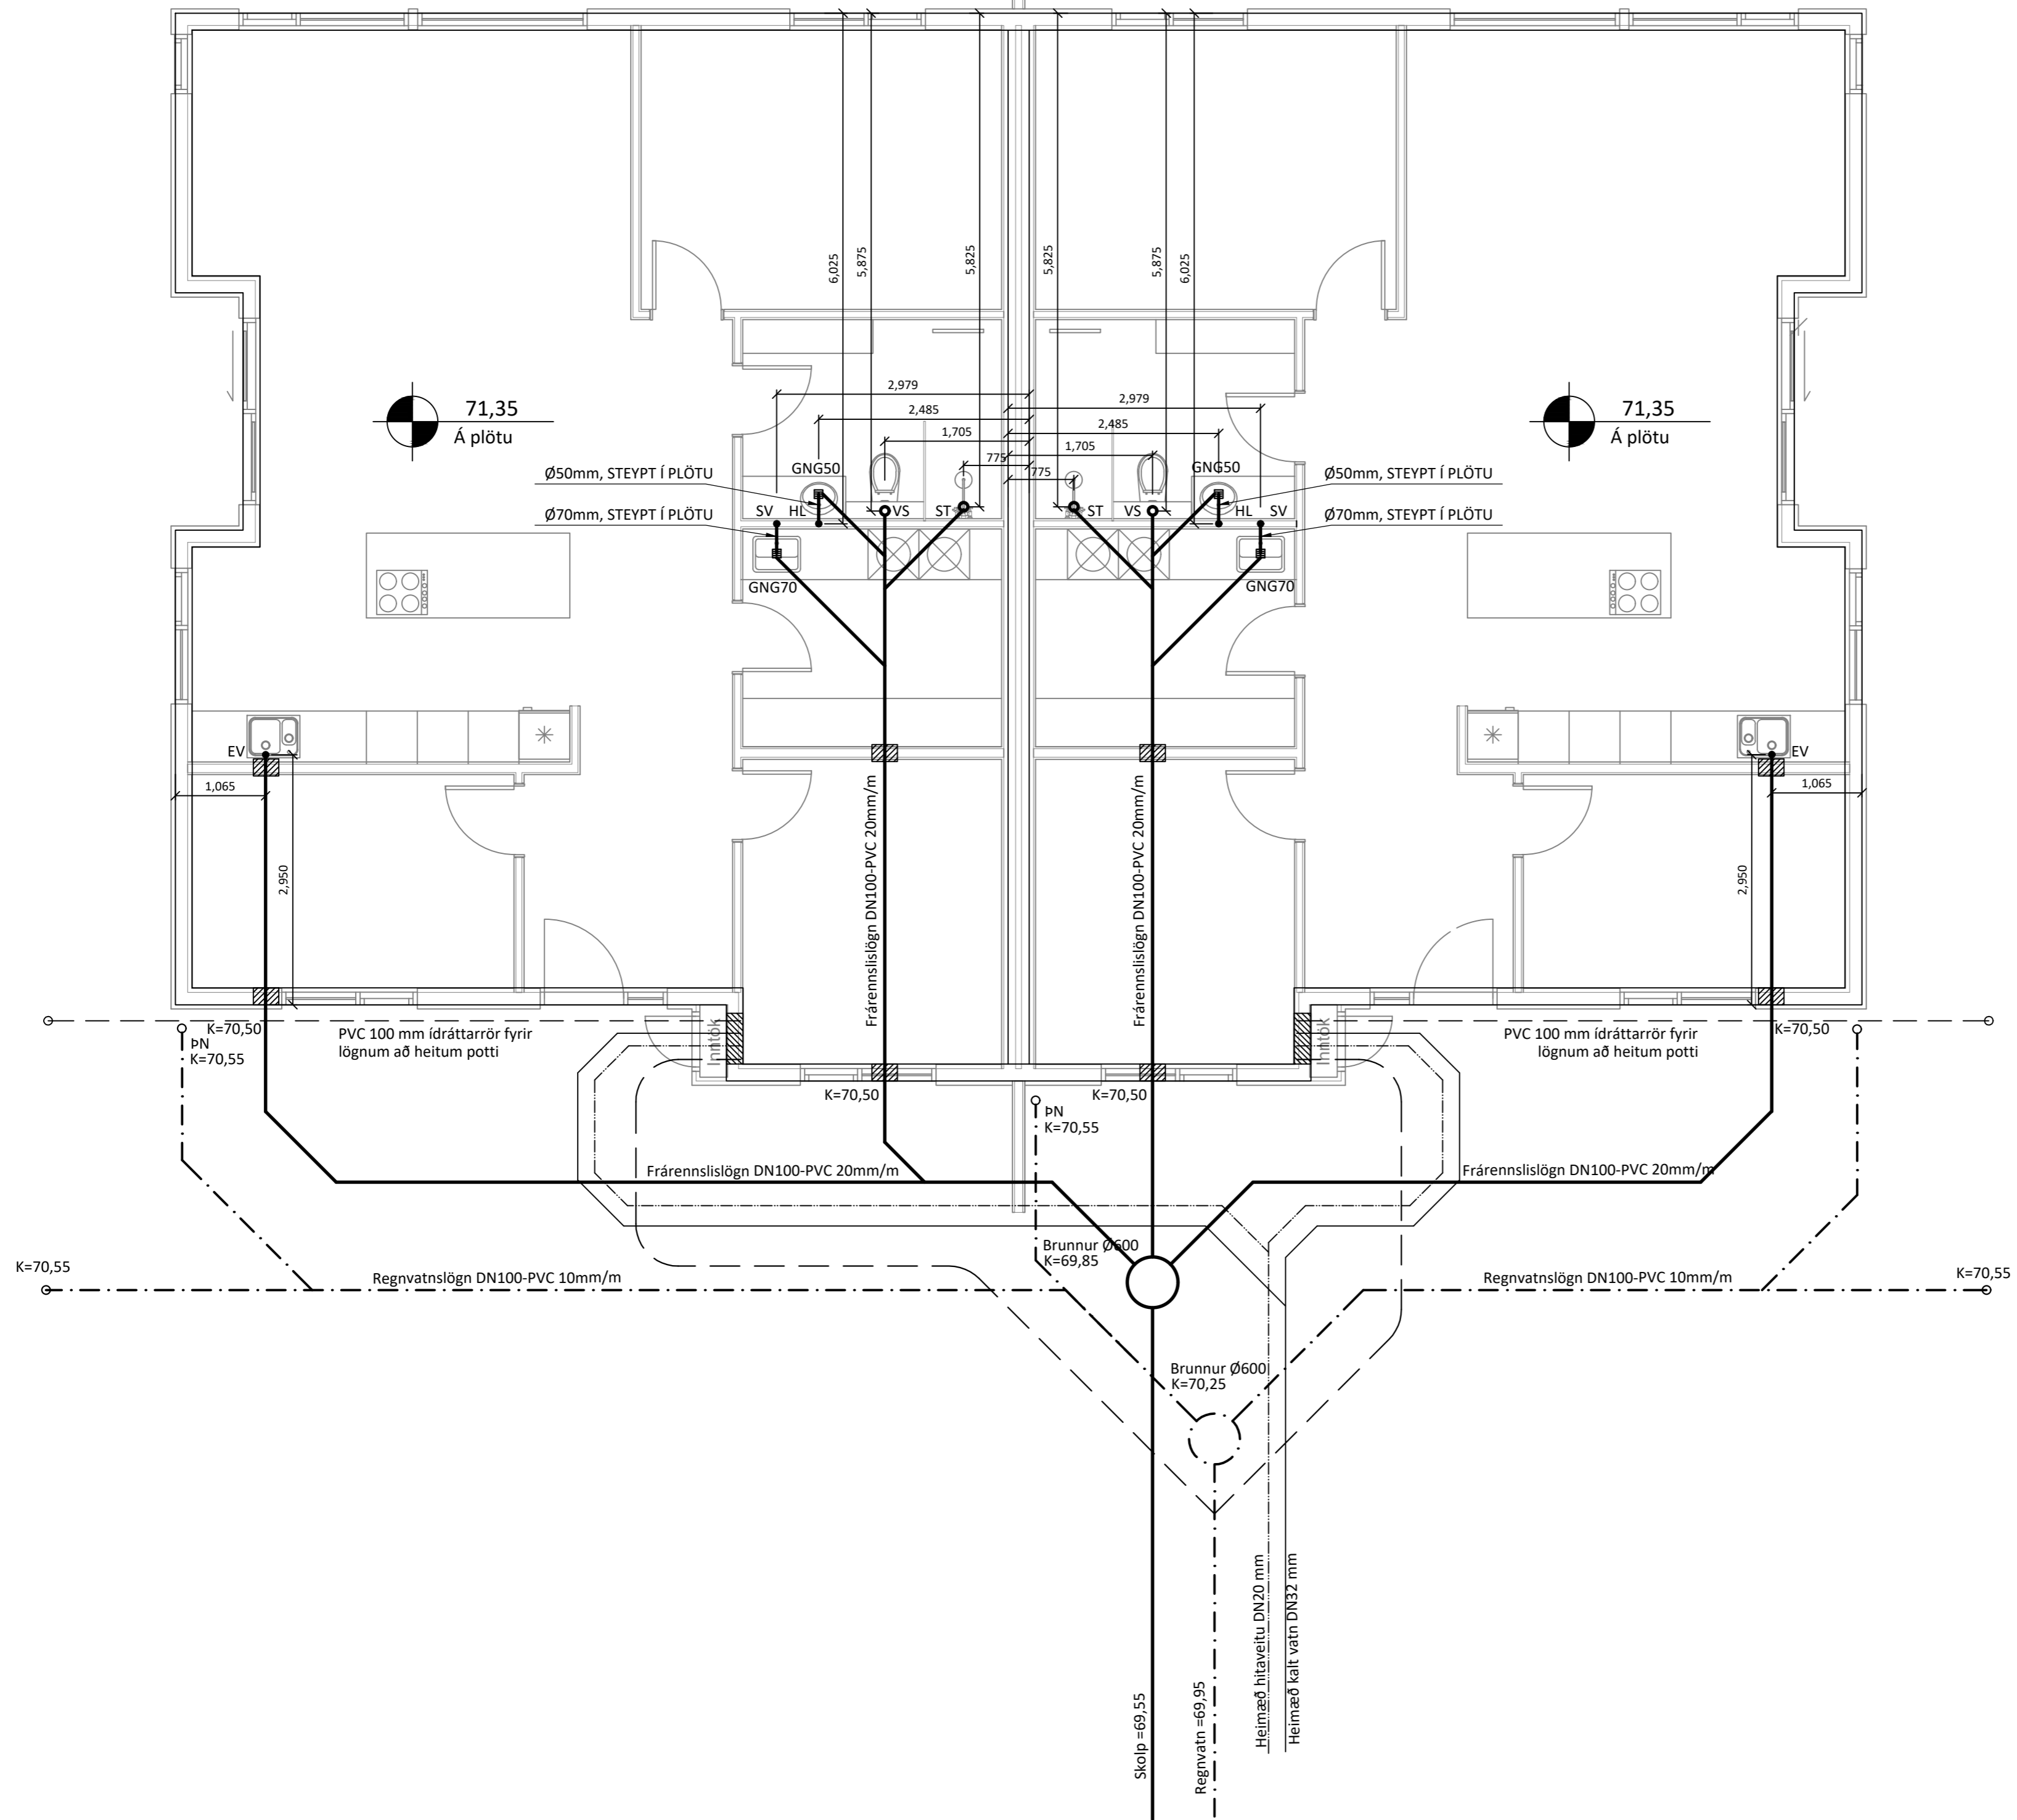 6,025
5,875
5,825
5,825
5,875
6,025
2,979
2,979
2,485
2,485
1,705
1,705
775
775
71,35
Á plötu
71,35
Á plötu
GNG50
GNG50
Ø50mm, STEYPT Í PLÖTU
Ø50mm, STEYPT Í PLÖTU
SV
HL
VS
ST
ST
VS
HL
SV
Ø70mm, STEYPT Í PLÖTU
Ø70mm, STEYPT Í PLÖTU
GNG70
GNG70
EV
EV
1,065
1,065
2,950
2,950
Frárennslislögn DN100-PVC 20mm/m
Frárennslislögn DN100-PVC 20mm/m
K=70,50
ÞN
K=70,55
PVC 100 mm ídráttarrör fyrir
lögnum að heitum potti
Inntök
Inntök
PVC 100 mm ídráttarrör fyrir
lögnum að heitum potti
K=70,50
K=70,50
K=70,50
ÞN
K=70,55
Frárennslislögn DN100-PVC 20mm/m
Frárennslislögn DN100-PVC 20mm/m
Brunnur Ø600
K=69,85
K=70,55
Regnvatnslögn DN100-PVC 10mm/m
Regnvatnslögn DN100-PVC 10mm/m
K=70,55
Brunnur Ø600
K=70,25
Skolp =69,55
Regnvatn =69,95
Heimæð hitaveitu DN20 mm
Heimæð kalt vatn DN32 mm